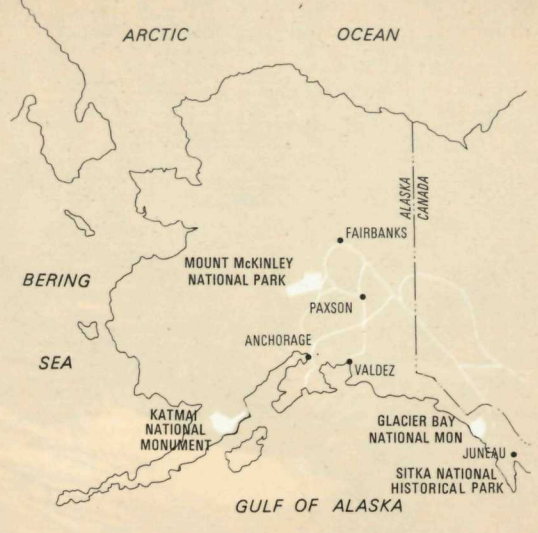 ARCTIC OCEAN
ALASKA
CANADA
FAIRBANKS
MOUNT McKINLEY
NATIONAL PARK
BERING
PAXSON
ANCHORAGE
SEA
VALDEZ
KATMAI
NATIONAL
MONUMENT
GLACIER BAY
NATIONAL MON
JUNEAU
SITKA NATIONAL
HISTORICAL PARK
GULF OF ALASKA